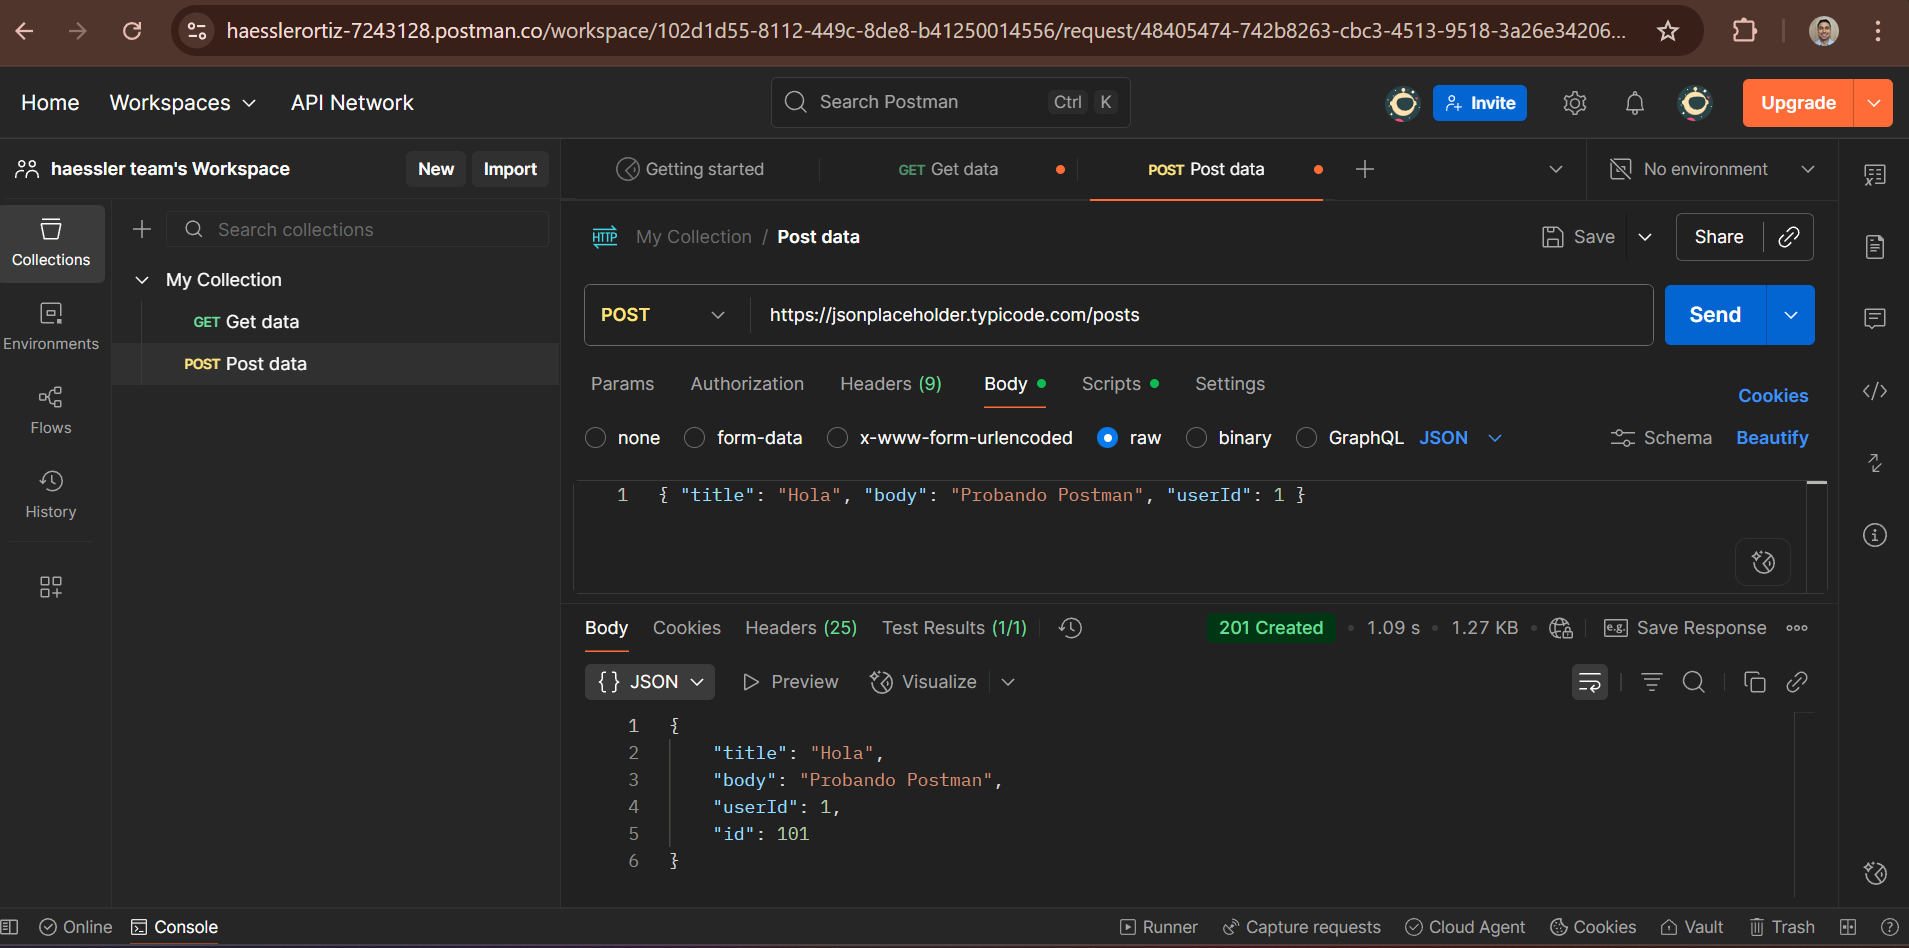 haesslerortiz-7243128.postman.co/workspace/102d1d55-8112-449c-8de8-b41250014556/request/48405474-742b8263-cbc3-4513-9518-3a26e34206...
Home Workspaces API Network
Search Postman Ctrl K
Invite
Upgrade
haessler team's Workspace New Import
Getting started
GET Get data
POST Post data
No environment
Collections
Environments
Flows
History
Search collections
My Collection
GET Get data
POST Post data
HTTP My Collection / Post data
Save Share
POST https://jsonplaceholder.typicode.com/posts Send
Params Authorization Headers (9) Body Scripts Settings
Cookies
none form-data x-www-form-urlencoded raw binary GraphQL JSON Schema Beautify
1 { "title": "Hola", "body": "Probando Postman", "userId": 1 }
Body Cookies Headers (25) Test Results (1/1) 201 Created • 1.09 s • 1.27 KB • e.g. Save Response
{} JSON Preview Visualize
1 {
2 "title": "Hola",
3 "body": "Probando Postman",
4 "userId": 1,
5 "id": 101
6 }
Online Console Runner Capture requests Cloud Agent Cookies Vault Trash